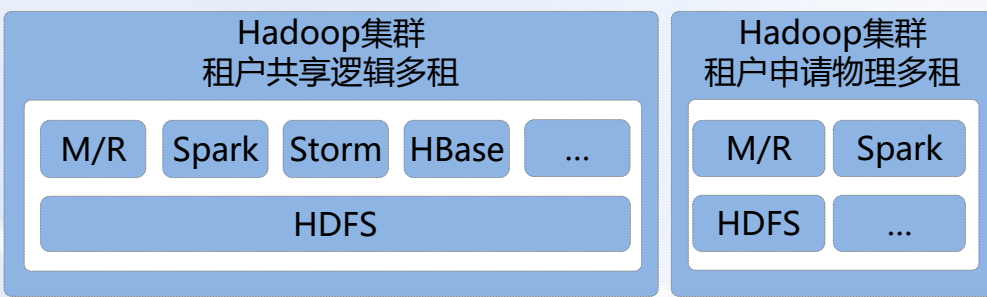 Hadoop集群
租户共享逻辑多租
M/R
Spark
Storm
HBase
...
HDFS
Hadoop集群
租户申请物理多租
M/R
Spark
HDFS
...